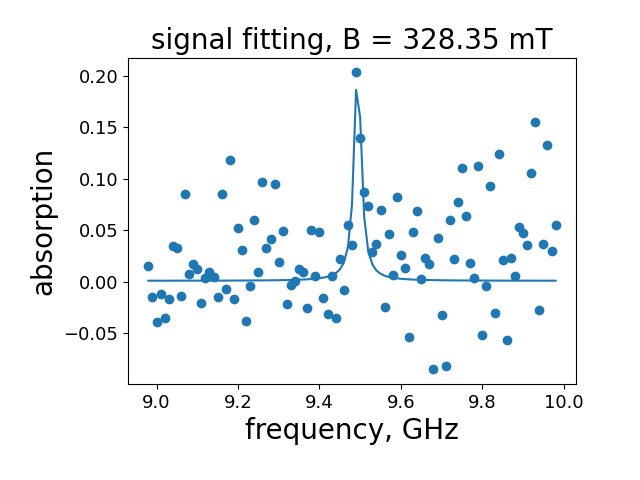 signal fitting, B = 328.35 mT
0.20
0.15
0.10
0.05
0.00
−0.05
absorption
9.0 9.2 9.4 9.6 9.8 10.0
frequency, GHz